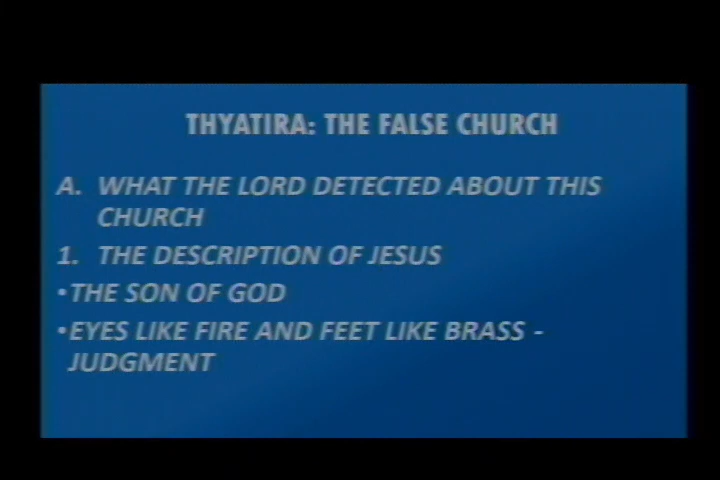 THYATIRA: THE FALSE CHURCH
A. WHAT THE LORD DETECTED ABOUT THIS
CHURCH
1. THE DESCRIPTION OF JESUS
•THE SON OF GOD
•EYES LIKE FIRE AND FEET LIKE BRASS -
JUDGMENT